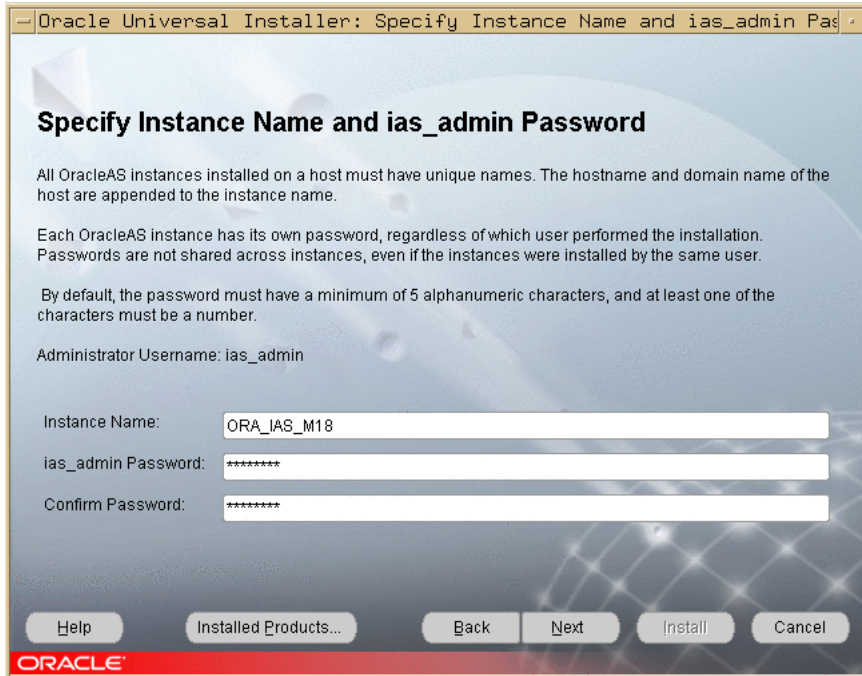 Oracle Universal Installer: Specify Instance Name and ias_admin Pas
Specify Instance Name and ias_admin Password
All OracleAS instances installed on a host must have unique names. The hostname and domain name of the
host are appended to the instance name.
Each OracleAS instance has its own password, regardless of which user performed the installation.
Passwords are not shared across instances, even if the instances were installed by the same user.
By default, the password must have a minimum of 5 alphanumeric characters, and at least one of the
characters must be a number.
Administrator Username: ias_admin
Instance Name: ORA_IAS_M18
ias_admin Password: ********
Confirm Password: ********
Help Installed Products... Back Next Install Cancel
ORACLE